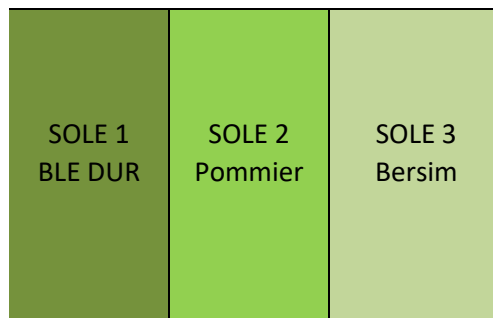 SOLE 1
BLE DUR
SOLE 2
Pommier
SOLE 3
Bersim